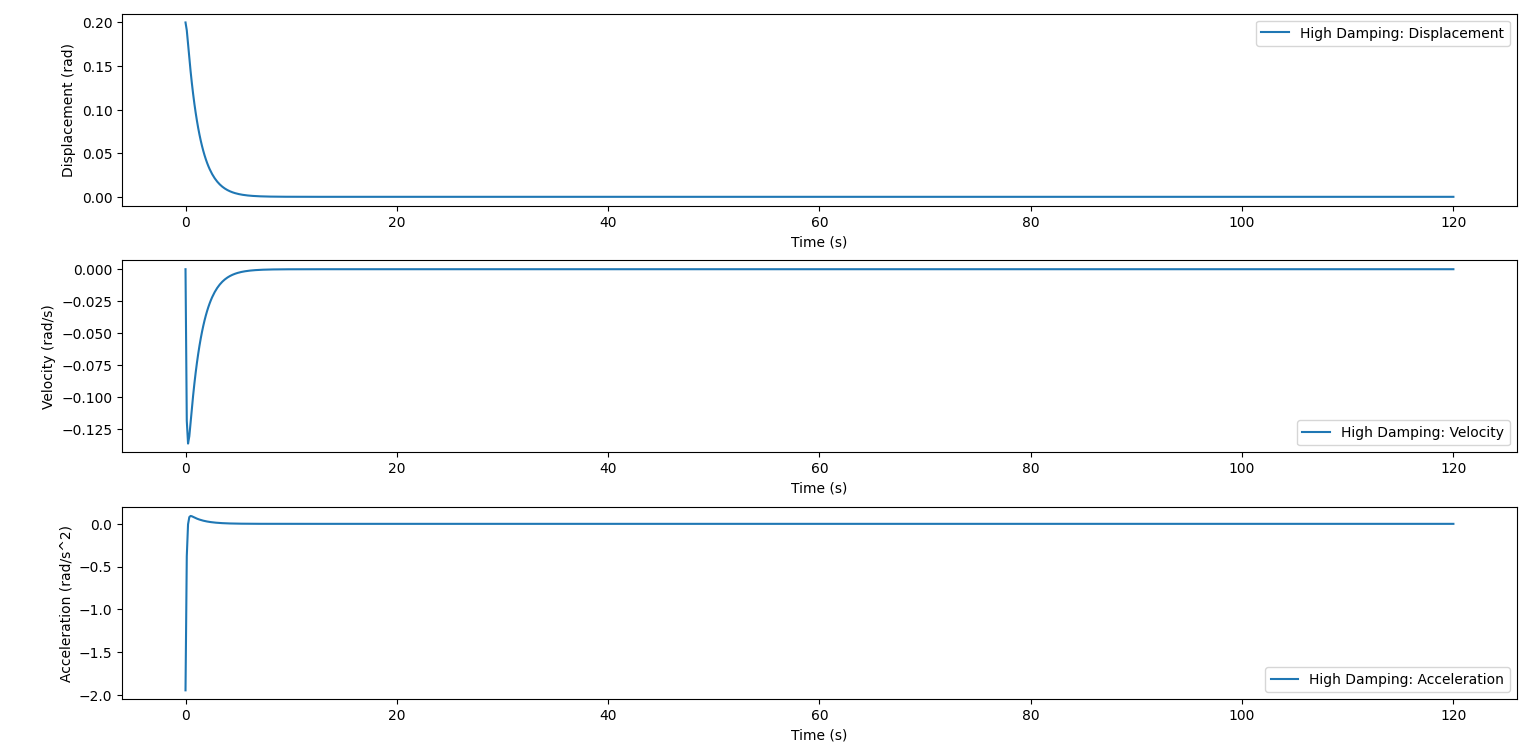 High Damping: Displacement
Displacement (rad)
0.20
0.15
0.10
0.05
0.00
0 20 40 60 80 100 120
Time (s)
High Damping: Velocity
Velocity (rad/s)
0.000
−0.025
−0.050
−0.075
−0.100
−0.125
0 20 40 60 80 100 120
Time (s)
High Damping: Acceleration
Acceleration (rad/s^2)
0.0
−0.5
−1.0
−1.5
−2.0
0 20 40 60 80 100 120
Time (s)